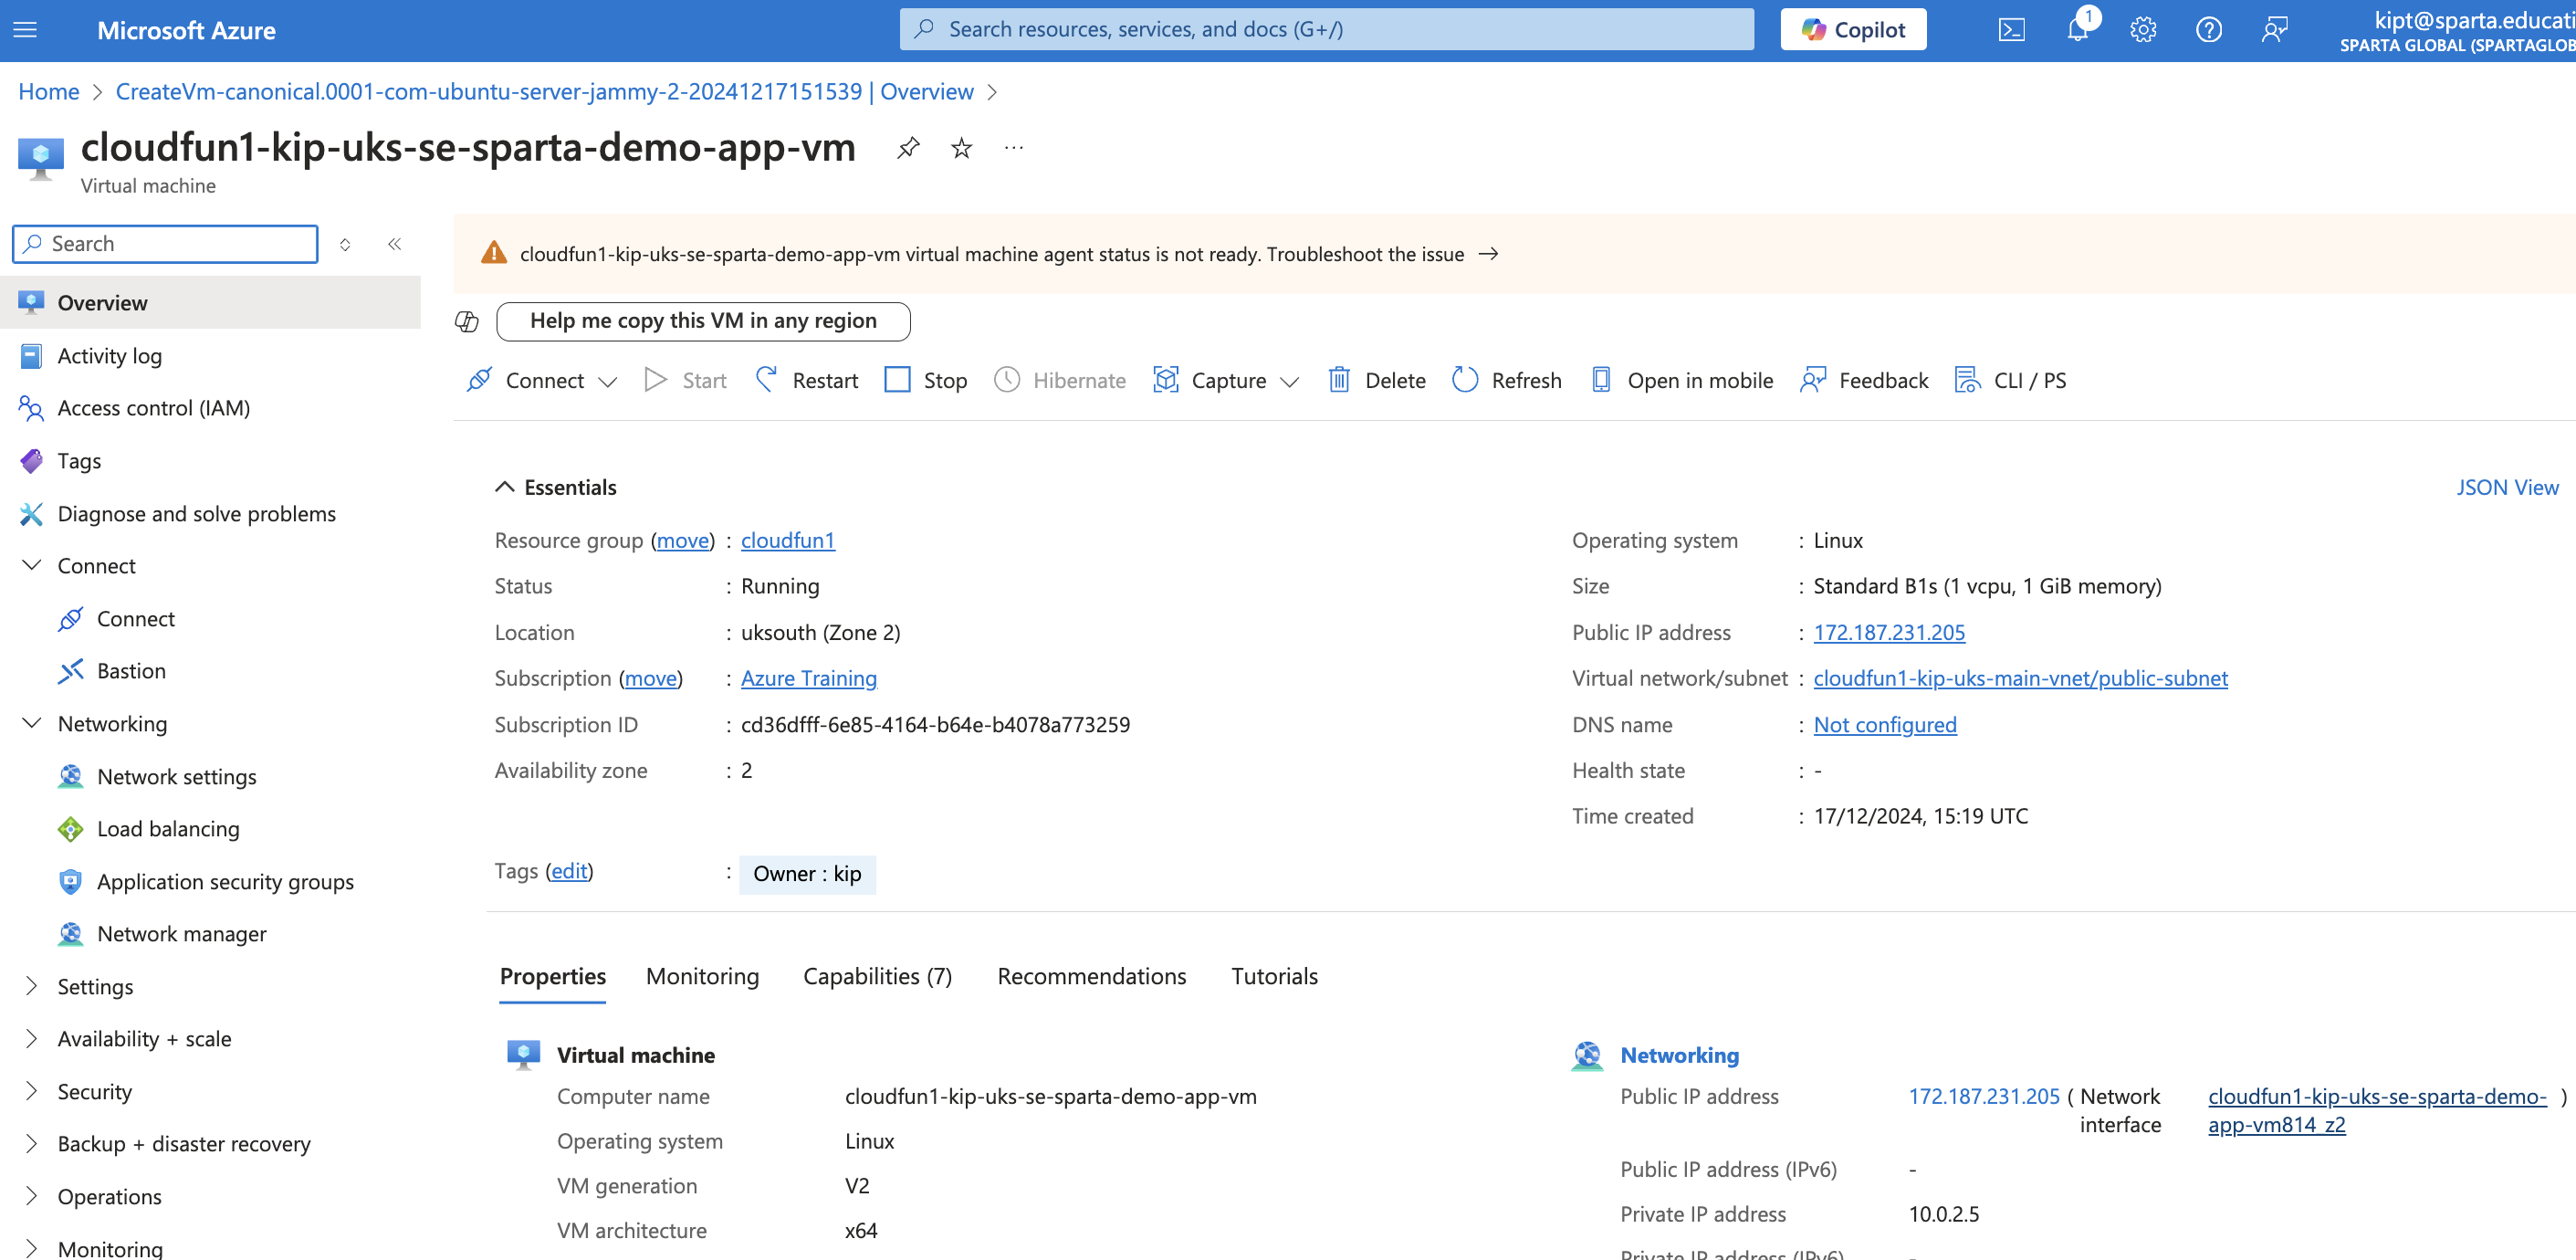 Microsoft Azure
Search resources, services, and docs (G+/)
Copilot
1
kipt@sparta.educati
SPARTA GLOBAL (SPARTAGLOB
Home > CreateVm-canonical.0001-com-ubuntu-server-jammy-2-20241217151539 | Overview >
cloudfun1-kip-uks-se-sparta-demo-app-vm
Virtual machine
Search
Overview
Activity log
Access control (IAM)
Tags
Diagnose and solve problems
Connect
Connect
Bastion
Networking
Network settings
Load balancing
Application security groups
Network manager
Settings
Availability + scale
Security
Backup + disaster recovery
Operations
Monitoring
cloudfun1-kip-uks-se-sparta-demo-app-vm virtual machine agent status is not ready. Troubleshoot the issue →
Help me copy this VM in any region
Connect Start Restart Stop Hibernate Capture Delete Refresh Open in mobile Feedback CLI / PS
Essentials
JSON View
Resource group (move) : cloudfun1
Status : Running
Location : uksouth (Zone 2)
Subscription (move) : Azure Training
Subscription ID : cd36dfff-6e85-4164-b64e-b4078a773259
Availability zone : 2
Operating system : Linux
Size : Standard B1s (1 vcpu, 1 GiB memory)
Public IP address : 172.187.231.205
Virtual network/subnet : cloudfun1-kip-uks-main-vnet/public-subnet
DNS name : Not configured
Health state : -
Time created : 17/12/2024, 15:19 UTC
Tags (edit) : Owner : kip
Properties Monitoring Capabilities (7) Recommendations Tutorials
Virtual machine
Computer name cloudfun1-kip-uks-se-sparta-demo-app-vm
Operating system Linux
VM generation V2
VM architecture x64
Networking
Public IP address 172.187.231.205 ( Network interface cloudfun1-kip-uks-se-sparta-demo-app-vm814_z2 )
Public IP address (IPv6) -
Private IP address 10.0.2.5
Private IP address (IPv6) -